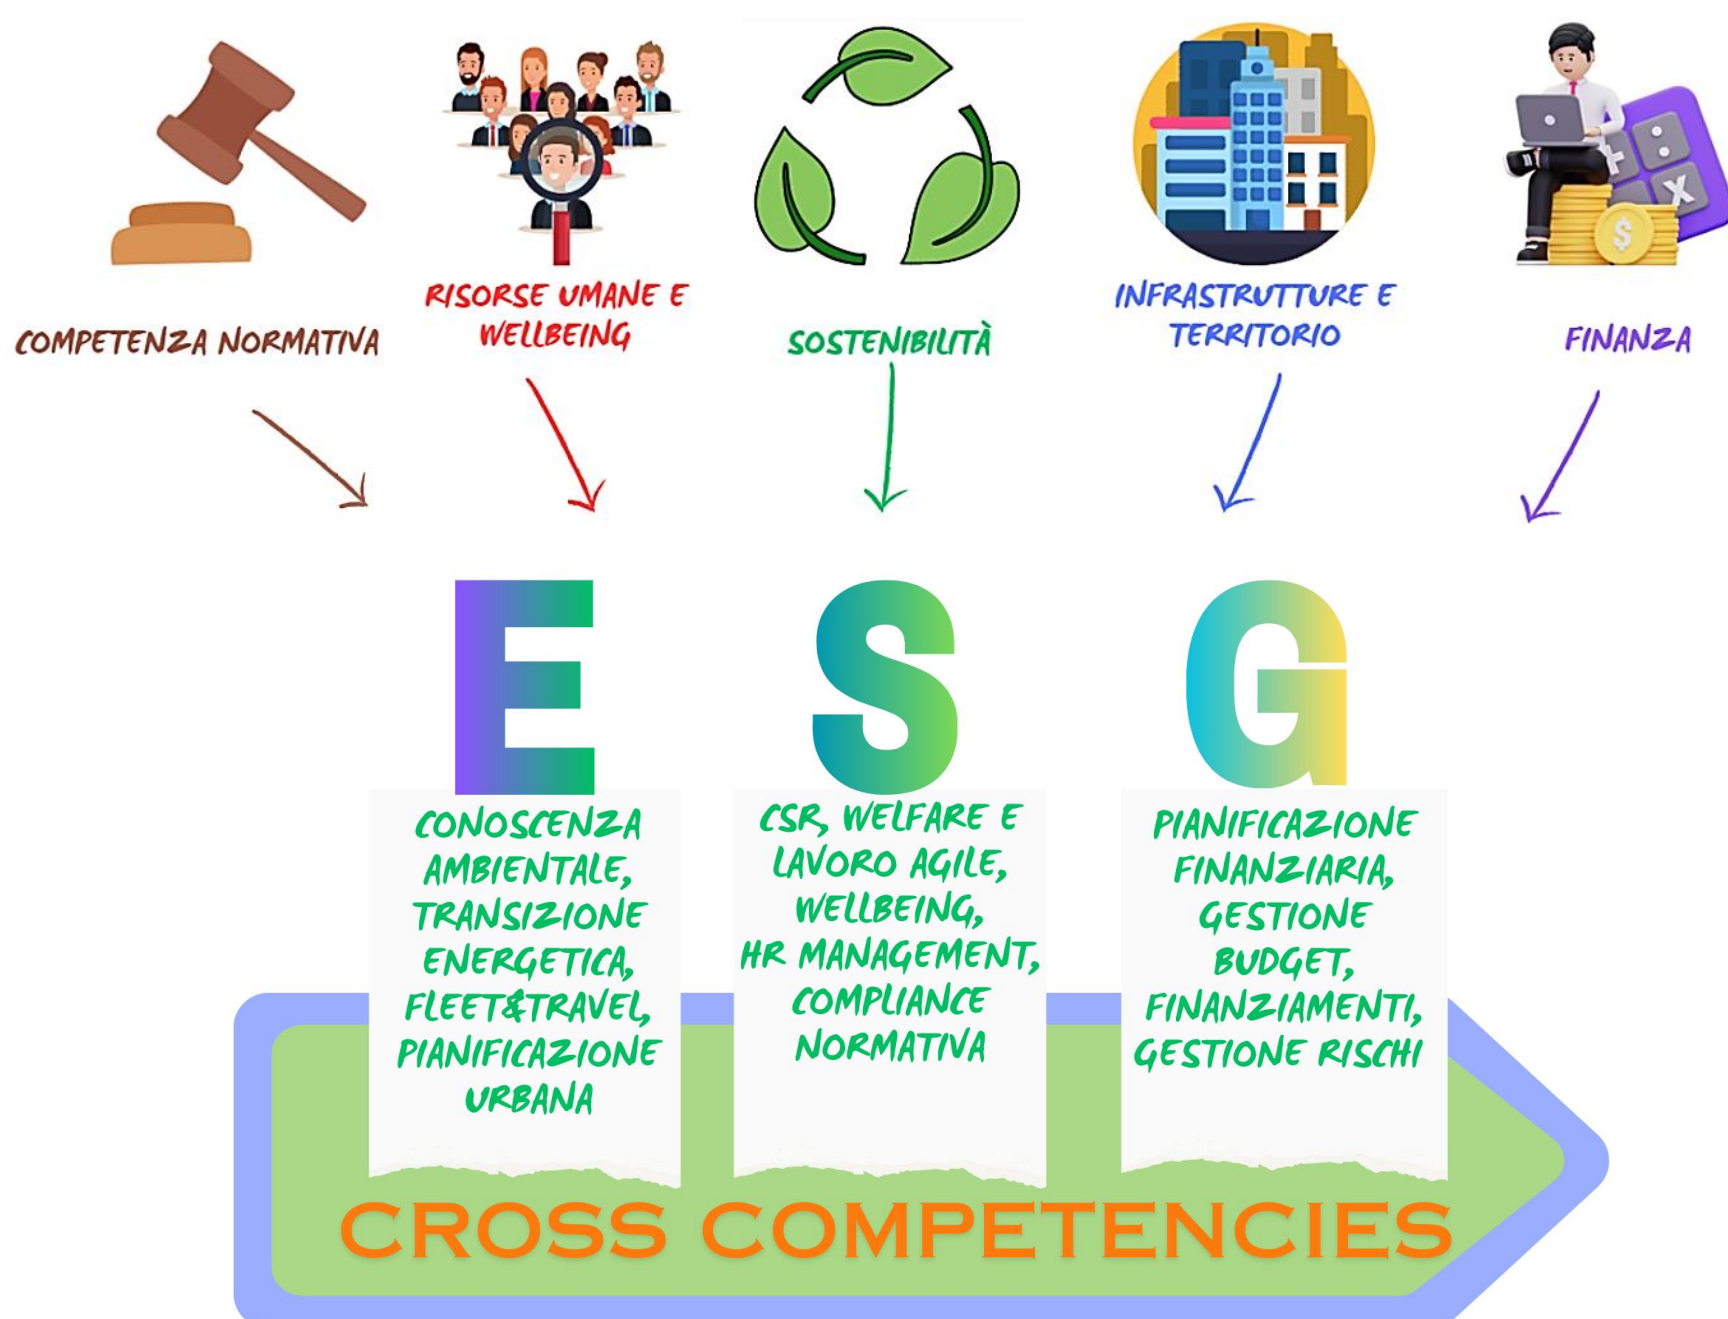 COMPETENZA NORMATIVA
RISORSE UMANE E
WELLBEING
SOSTENIBILITÀ
INFRASTRUTTURE E
TERRITORIO
FINANZA
E
CONOSCENZA
AMBIENTALE,
TRANSIZIONE
ENERGETICA,
FLEET&TRAVEL,
PIANIFICAZIONE
URBANA
S
CSR, WELFARE E
LAVORO AGILE,
WELLBEING,
HR MANAGEMENT,
COMPLIANCE
NORMATIVA
G
PIANIFICAZIONE
FINANZIARIA,
GESTIONE
BUDGET,
FINANZIAMENTI,
GESTIONE RISCHI
CROSS COMPETENCIES